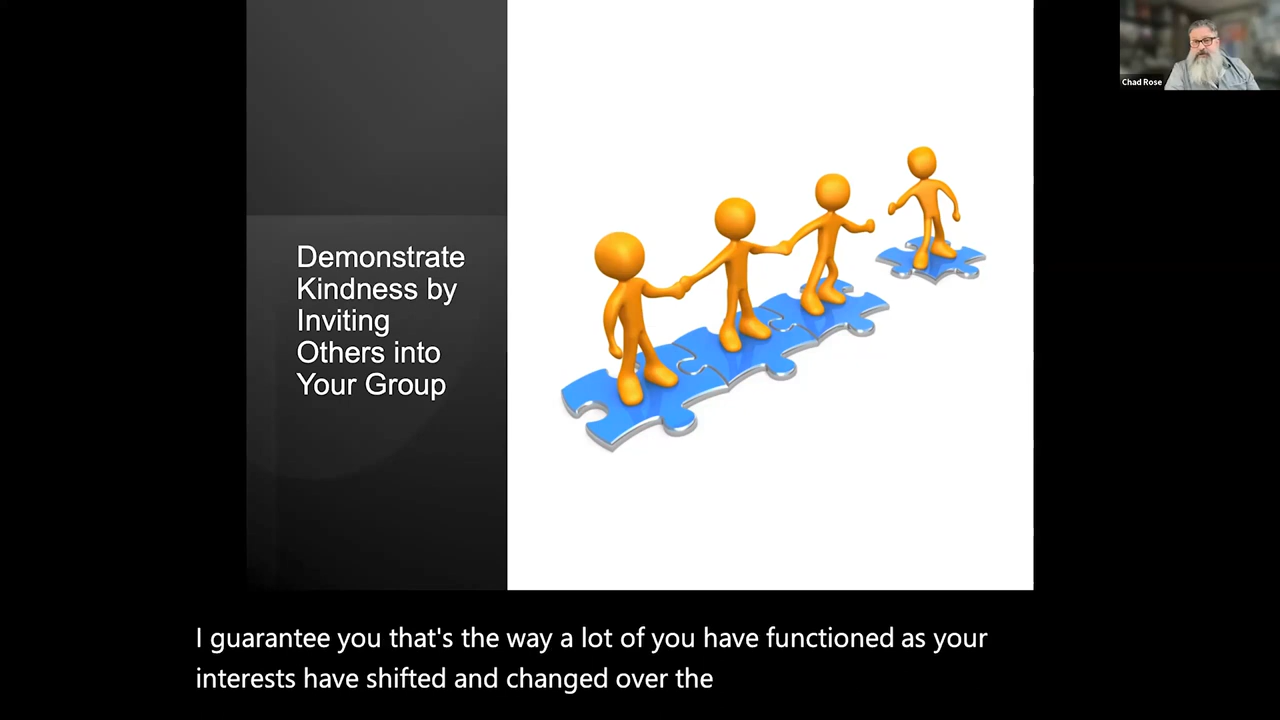 Chad Rose
Demonstrate
Kindness by
Inviting
Others into
Your Group
I guarantee you that's the way a lot of you have functioned as your
interests have shifted and changed over the